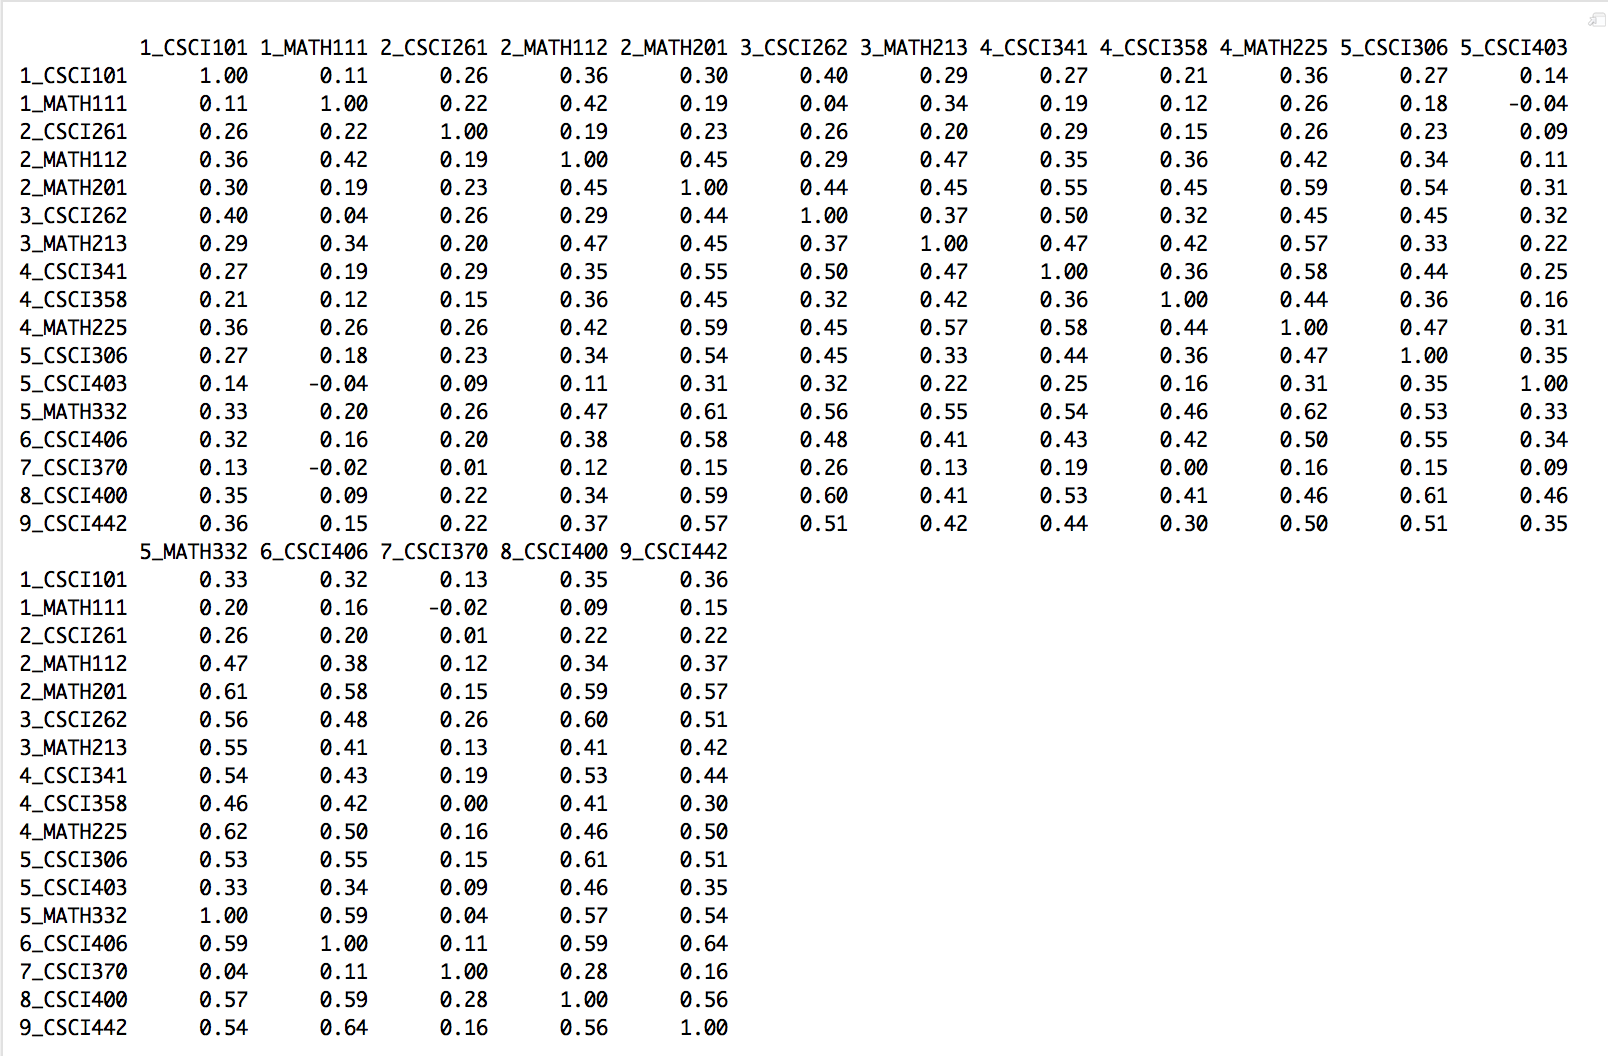 1_CSCI101 1_MATH111 2_CSCI261 2_MATH112 2_MATH201 3_CSCI262 3_MATH213 4_CSCI341 4_CSCI358 4_MATH225 5_CSCI306 5_CSCI403
1_CSCI101 1.00 0.11 0.26 0.36 0.30 0.40 0.29 0.27 0.21 0.36 0.27 0.14
1_MATH111 0.11 1.00 0.22 0.42 0.19 0.04 0.34 0.19 0.12 0.26 0.18 -0.04
2_CSCI261 0.26 0.22 1.00 0.19 0.23 0.26 0.20 0.29 0.15 0.26 0.23 0.09
2_MATH112 0.36 0.42 0.19 1.00 0.45 0.29 0.47 0.35 0.36 0.42 0.34 0.11
2_MATH201 0.30 0.19 0.23 0.45 1.00 0.44 0.45 0.55 0.45 0.59 0.54 0.31
3_CSCI262 0.40 0.04 0.26 0.29 0.44 1.00 0.37 0.50 0.32 0.45 0.45 0.32
3_MATH213 0.29 0.34 0.20 0.47 0.45 0.37 1.00 0.47 0.42 0.57 0.33 0.22
4_CSCI341 0.27 0.19 0.29 0.35 0.55 0.50 0.47 1.00 0.36 0.58 0.44 0.25
4_CSCI358 0.21 0.12 0.15 0.36 0.45 0.32 0.42 0.36 1.00 0.44 0.36 0.16
4_MATH225 0.36 0.26 0.26 0.42 0.59 0.45 0.57 0.58 0.44 1.00 0.47 0.31
5_CSCI306 0.27 0.18 0.23 0.34 0.54 0.45 0.33 0.44 0.36 0.47 1.00 0.35
5_CSCI403 0.14 -0.04 0.09 0.11 0.31 0.32 0.22 0.25 0.16 0.31 0.35 1.00
5_MATH332 0.33 0.20 0.26 0.47 0.61 0.56 0.55 0.54 0.46 0.62 0.53 0.33
6_CSCI406 0.32 0.16 0.20 0.38 0.58 0.48 0.41 0.43 0.42 0.50 0.55 0.34
7_CSCI370 0.13 -0.02 0.01 0.12 0.15 0.26 0.13 0.19 0.00 0.16 0.15 0.09
8_CSCI400 0.35 0.09 0.22 0.34 0.59 0.60 0.41 0.53 0.41 0.46 0.61 0.46
9_CSCI442 0.36 0.15 0.22 0.37 0.57 0.51 0.42 0.44 0.30 0.50 0.51 0.35
5_MATH332 6_CSCI406 7_CSCI370 8_CSCI400 9_CSCI442
1_CSCI101 0.33 0.32 0.13 0.35 0.36
1_MATH111 0.20 0.16 -0.02 0.09 0.15
2_CSCI261 0.26 0.20 0.01 0.22 0.22
2_MATH112 0.47 0.38 0.12 0.34 0.37
2_MATH201 0.61 0.58 0.15 0.59 0.57
3_CSCI262 0.56 0.48 0.26 0.60 0.51
3_MATH213 0.55 0.41 0.13 0.41 0.42
4_CSCI341 0.54 0.43 0.19 0.53 0.44
4_CSCI358 0.46 0.42 0.00 0.41 0.30
4_MATH225 0.62 0.50 0.16 0.46 0.50
5_CSCI306 0.53 0.55 0.15 0.61 0.51
5_CSCI403 0.33 0.34 0.09 0.46 0.35
5_MATH332 1.00 0.59 0.04 0.57 0.54
6_CSCI406 0.59 1.00 0.11 0.59 0.64
7_CSCI370 0.04 0.11 1.00 0.28 0.16
8_CSCI400 0.57 0.59 0.28 1.00 0.56
9_CSCI442 0.54 0.64 0.16 0.56 1.00